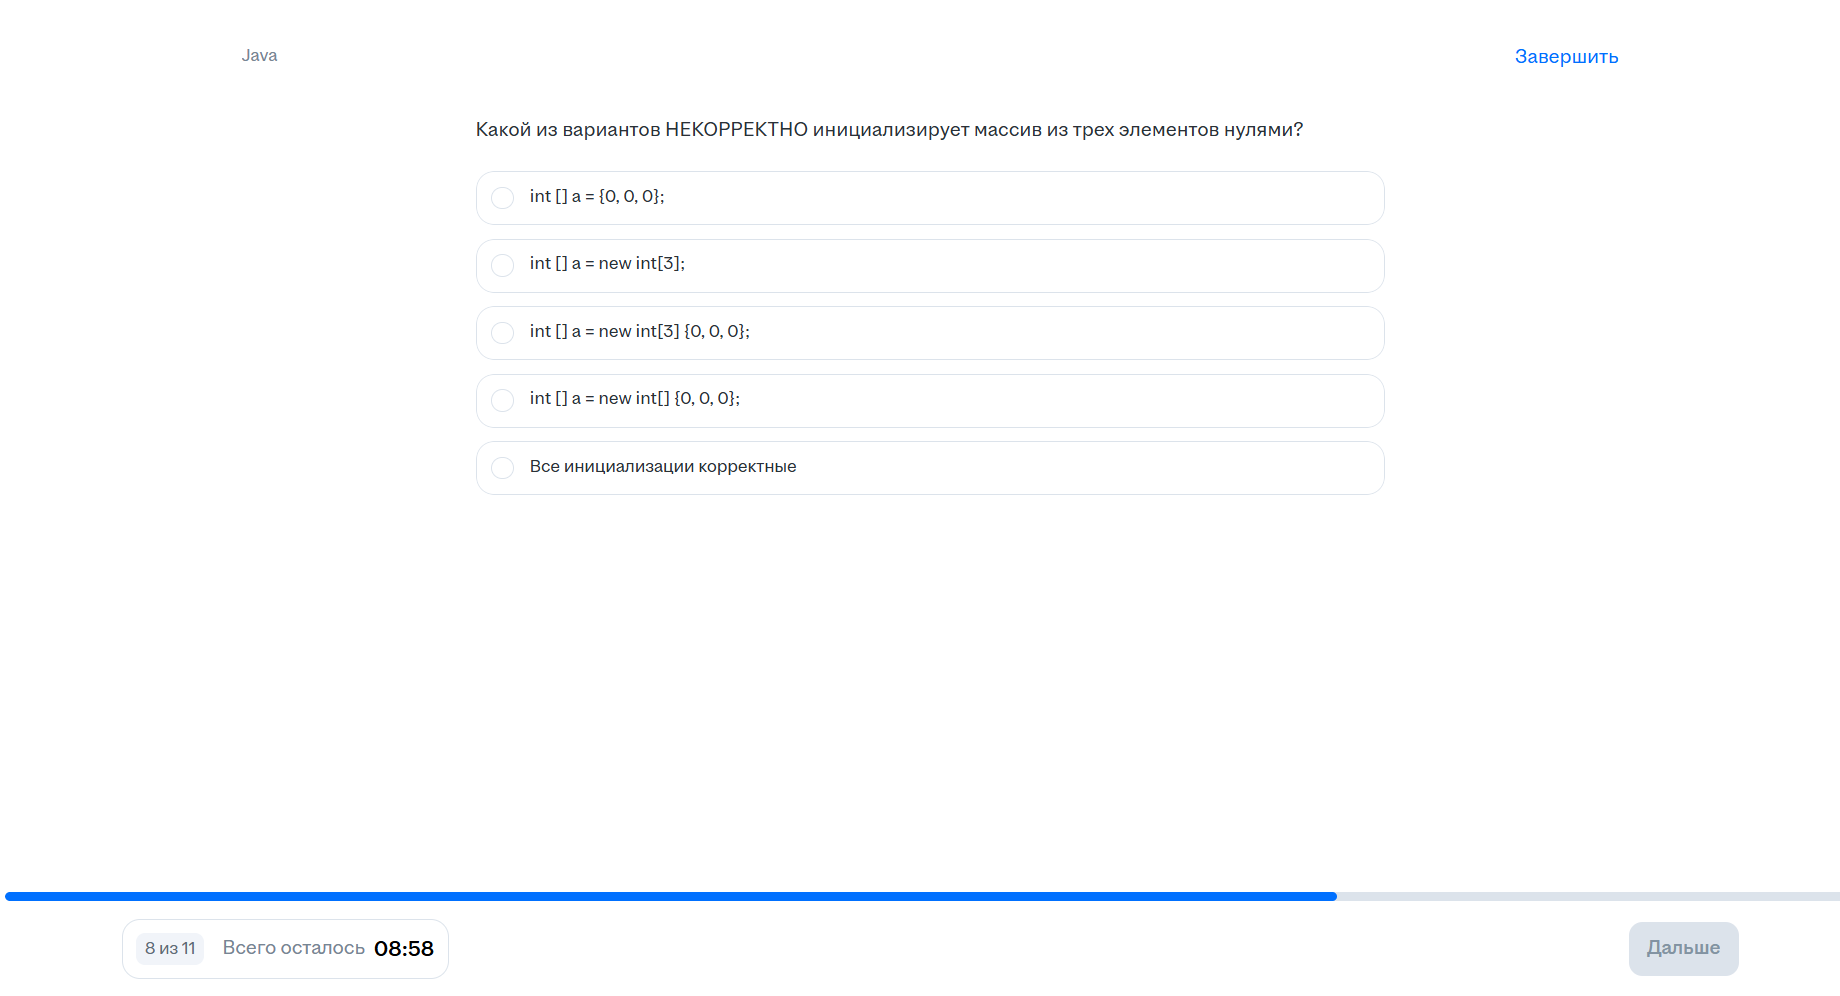 Java
Завершить
Какой из вариантов НЕКОРРЕКТНО инициализирует массив из трех элементов нулями?
int [] a = {0, 0, 0};
int [] a = new int[3];
int [] a = new int[3] {0, 0, 0};
int [] a = new int[] {0, 0, 0};
Все инициализации корректные
8 из 11 Всего осталось 08:58
Дальше